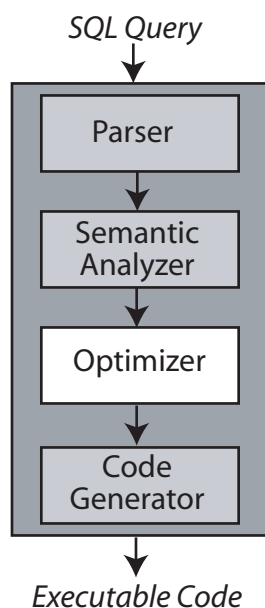 SQL Query
Parser
Semantic
Analyzer
Optimizer
Code
Generator
Executable Code